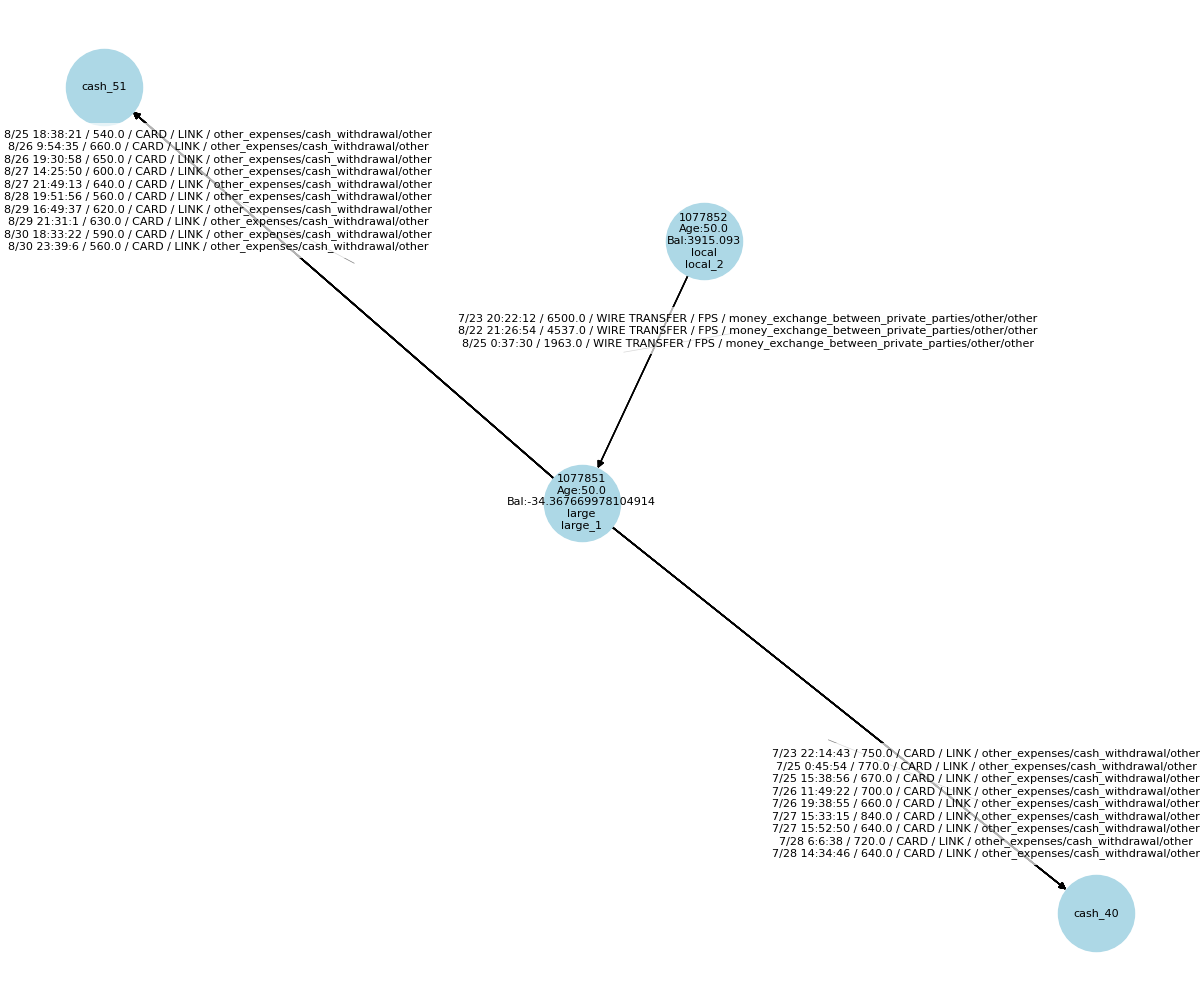 cash_51
8/25 18:38:21 / 540.0 / CARD / LINK / other_expenses/cash_withdrawal/other
8/26 9:54:35 / 660.0 / CARD / LINK / other_expenses/cash_withdrawal/other
8/26 19:30:58 / 650.0 / CARD / LINK / other_expenses/cash_withdrawal/other
8/27 14:25:50 / 600.0 / CARD / LINK / other_expenses/cash_withdrawal/other
8/27 21:49:13 / 640.0 / CARD / LINK / other_expenses/cash_withdrawal/other
8/28 19:51:56 / 560.0 / CARD / LINK / other_expenses/cash_withdrawal/other
8/29 16:49:37 / 620.0 / CARD / LINK / other_expenses/cash_withdrawal/other
8/29 21:31:1 / 630.0 / CARD / LINK / other_expenses/cash_withdrawal/other
8/30 18:33:22 / 590.0 / CARD / LINK / other_expenses/cash_withdrawal/other
8/30 23:39:6 / 560.0 / CARD / LINK / other_expenses/cash_withdrawal/other
1077852
Age:50.0
Bal:3915.093
local
local_2
7/23 20:22:12 / 6500.0 / WIRE TRANSFER / FPS / money_exchange_between_private_parties/other/other
8/22 21:26:54 / 4537.0 / WIRE TRANSFER / FPS / money_exchange_between_private_parties/other/other
8/25 0:37:30 / 1963.0 / WIRE TRANSFER / FPS / money_exchange_between_private_parties/other/other
1077851
Age:50.0
Bal:-34.367669978104914
large
large_1
7/23 22:14:43 / 750.0 / CARD / LINK / other_expenses/cash_withdrawal/other
7/25 0:45:54 / 770.0 / CARD / LINK / other_expenses/cash_withdrawal/other
7/25 15:38:56 / 670.0 / CARD / LINK / other_expenses/cash_withdrawal/other
7/26 11:49:22 / 700.0 / CARD / LINK / other_expenses/cash_withdrawal/other
7/26 19:38:55 / 660.0 / CARD / LINK / other_expenses/cash_withdrawal/other
7/27 15:33:15 / 840.0 / CARD / LINK / other_expenses/cash_withdrawal/other
7/27 15:52:50 / 640.0 / CARD / LINK / other_expenses/cash_withdrawal/other
7/28 6:6:38 / 720.0 / CARD / LINK / other_expenses/cash_withdrawal/other
7/28 14:34:46 / 640.0 / CARD / LINK / other_expenses/cash_withdrawal/other
cash_40